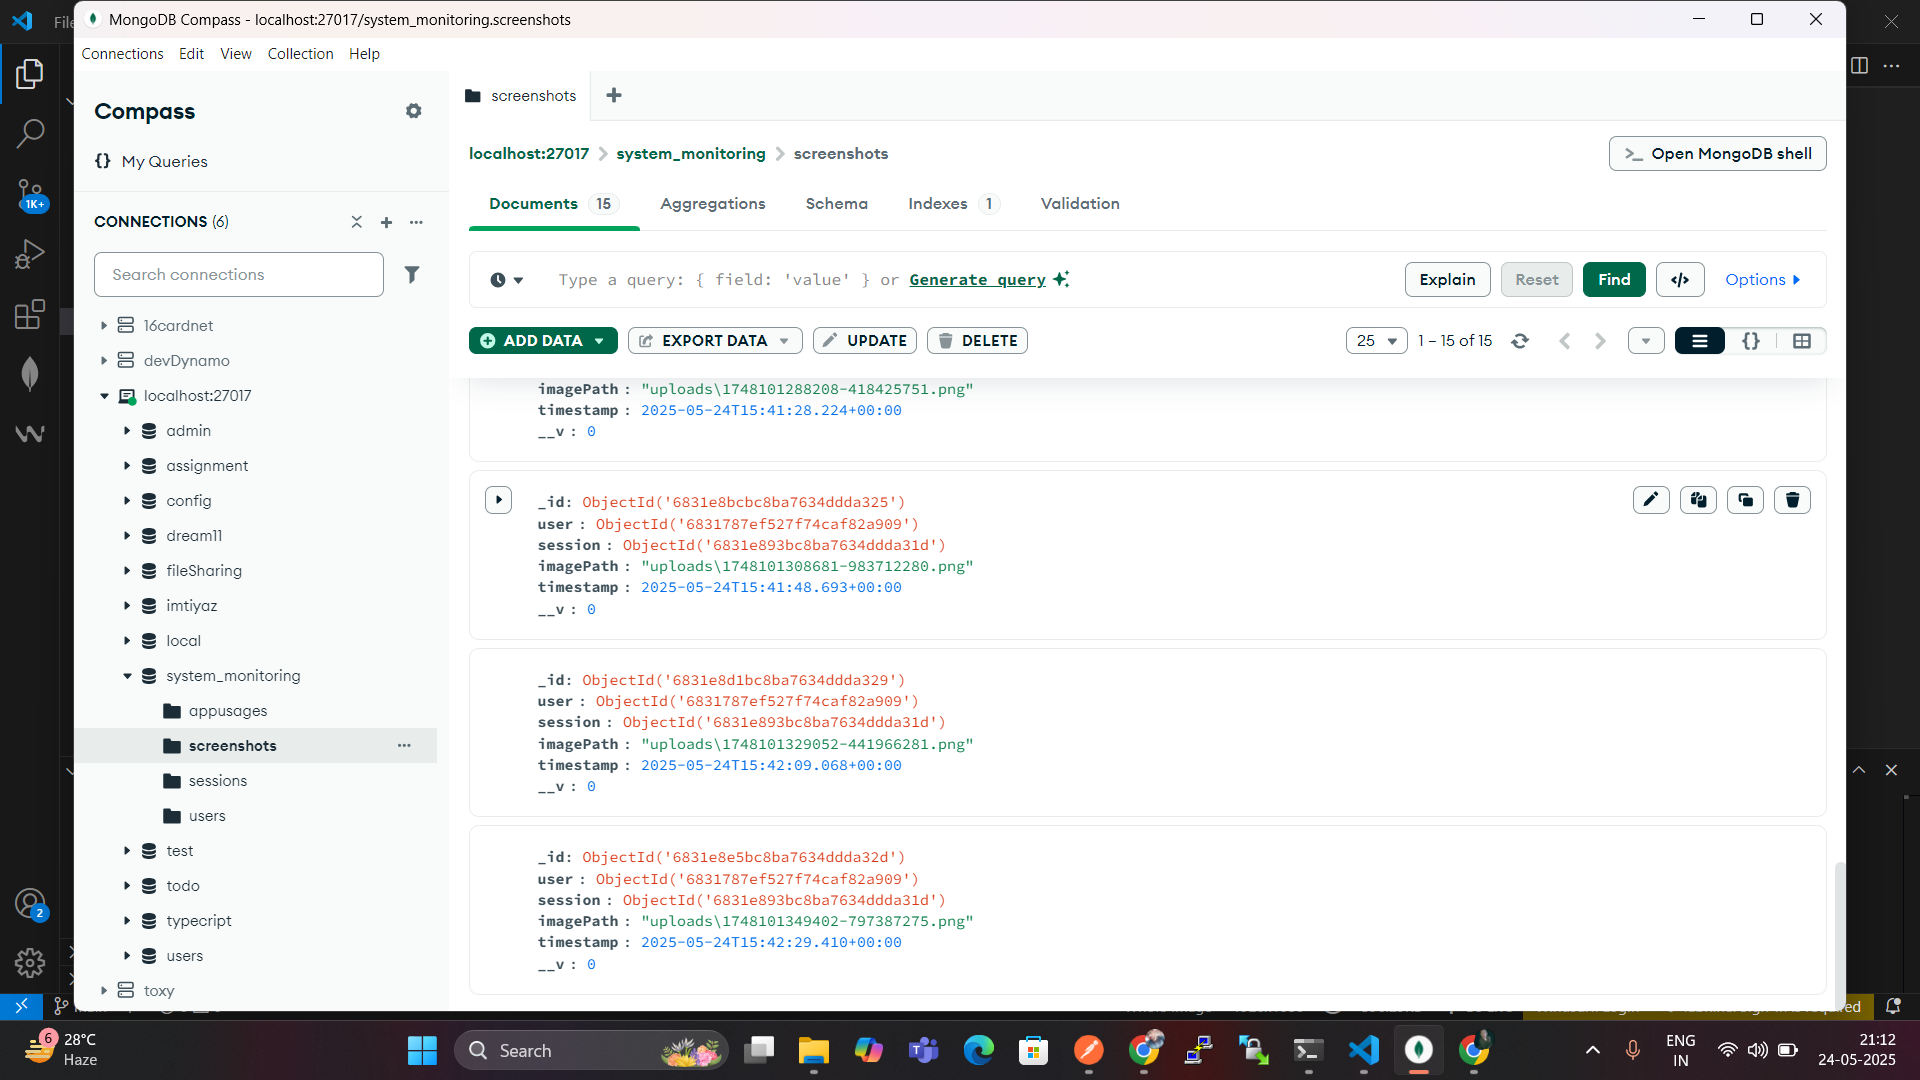 File
MongoDB Compass - localhost:27017/system_monitoring.screenshots
Connections Edit View Collection Help
Compass
{} My Queries
CONNECTIONS (6)
Search connections
16cardnet
devDynamo
localhost:27017
admin
assignment
config
dream11
fileSharing
imtiyaz
local
system_monitoring
appusages
screenshots
sessions
users
test
todo
typecript
users
toxy
1K+
2
screenshots
localhost:27017 > system_monitoring > screenshots
>_ Open MongoDB shell
Documents 15 Aggregations Schema Indexes 1 Validation
Type a query: { field: 'value' } or Generate query
Explain Reset Find </> Options
ADD DATA EXPORT DATA UPDATE DELETE
25 1 – 15 of 15 {}
imagePath : "uploads\1748101288208-418425751.png"
timestamp : 2025-05-24T15:41:28.224+00:00
__v : 0
_id: ObjectId('6831e8bcbc8ba7634ddda325')
user : ObjectId('6831787ef527f74caf82a909')
session : ObjectId('6831e893bc8ba7634ddda31d')
imagePath : "uploads\1748101308681-983712280.png"
timestamp : 2025-05-24T15:41:48.693+00:00
__v : 0
_id: ObjectId('6831e8d1bc8ba7634ddda329')
user : ObjectId('6831787ef527f74caf82a909')
session : ObjectId('6831e893bc8ba7634ddda31d')
imagePath : "uploads\1748101329052-441966281.png"
timestamp : 2025-05-24T15:42:09.068+00:00
__v : 0
_id: ObjectId('6831e8e5bc8ba7634ddda32d')
user : ObjectId('6831787ef527f74caf82a909')
session : ObjectId('6831e893bc8ba7634ddda31d')
imagePath : "uploads\1748101349402-797387275.png"
timestamp : 2025-05-24T15:42:29.410+00:00
__v : 0
6
28°C
Haze
Search
ENG
IN
21:12
24-05-2025